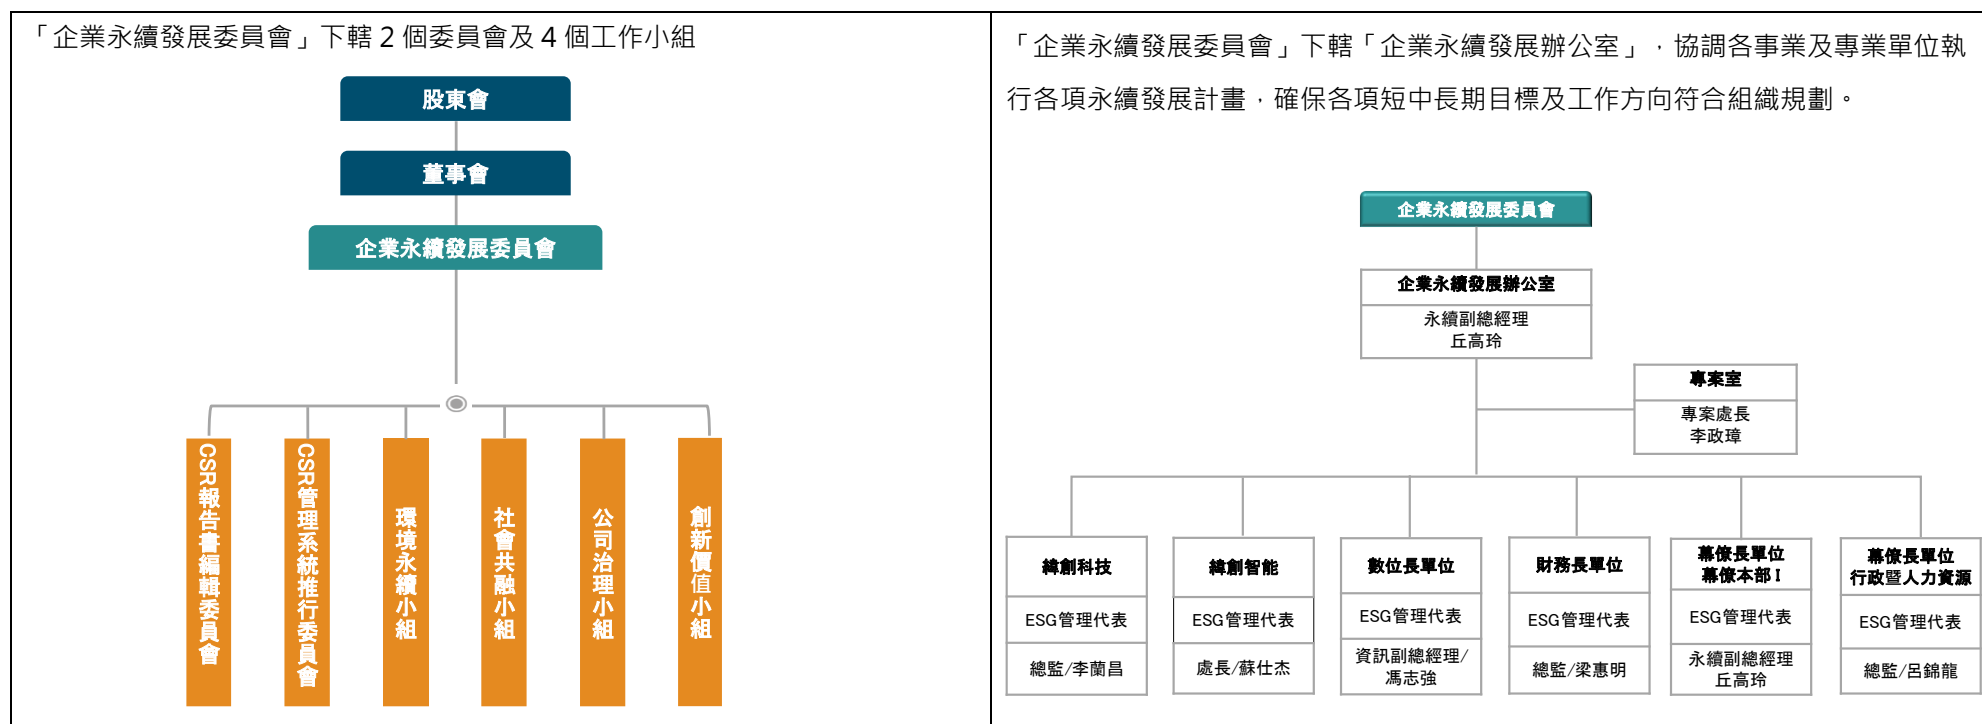 「企業永續發展委員會」下轄 2 個委員會及 4 個工作小組
股東會
董事會
企業永續發展委員會
CSR報告書編輯委員會
CSR管理系統推行委員會
環境永續小組
社會共融小組
公司治理小組
創新價值小組
「企業永續發展委員會」下轄「企業永續發展辦公室」，協調各事業及專業單位執
行各項永續發展計畫，確保各項短中長期目標及工作方向符合組織規劃。
企業永續發展委員會
企業永續發展辦公室
永續副總經理
丘高玲
專案室
專案處長
李政璋
緯創科技
ESG管理代表
總監/李蘭昌
緯創智能
ESG管理代表
處長/蘇仕杰
數位長單位
ESG管理代表
資訊副總經理/
馮志強
財務長單位
ESG管理代表
總監/梁惠明
幕僚長單位
幕僚本部 I
ESG管理代表
永續副總經理
丘高玲
幕僚長單位
行政暨人力資源
ESG管理代表
總監/呂錦龍